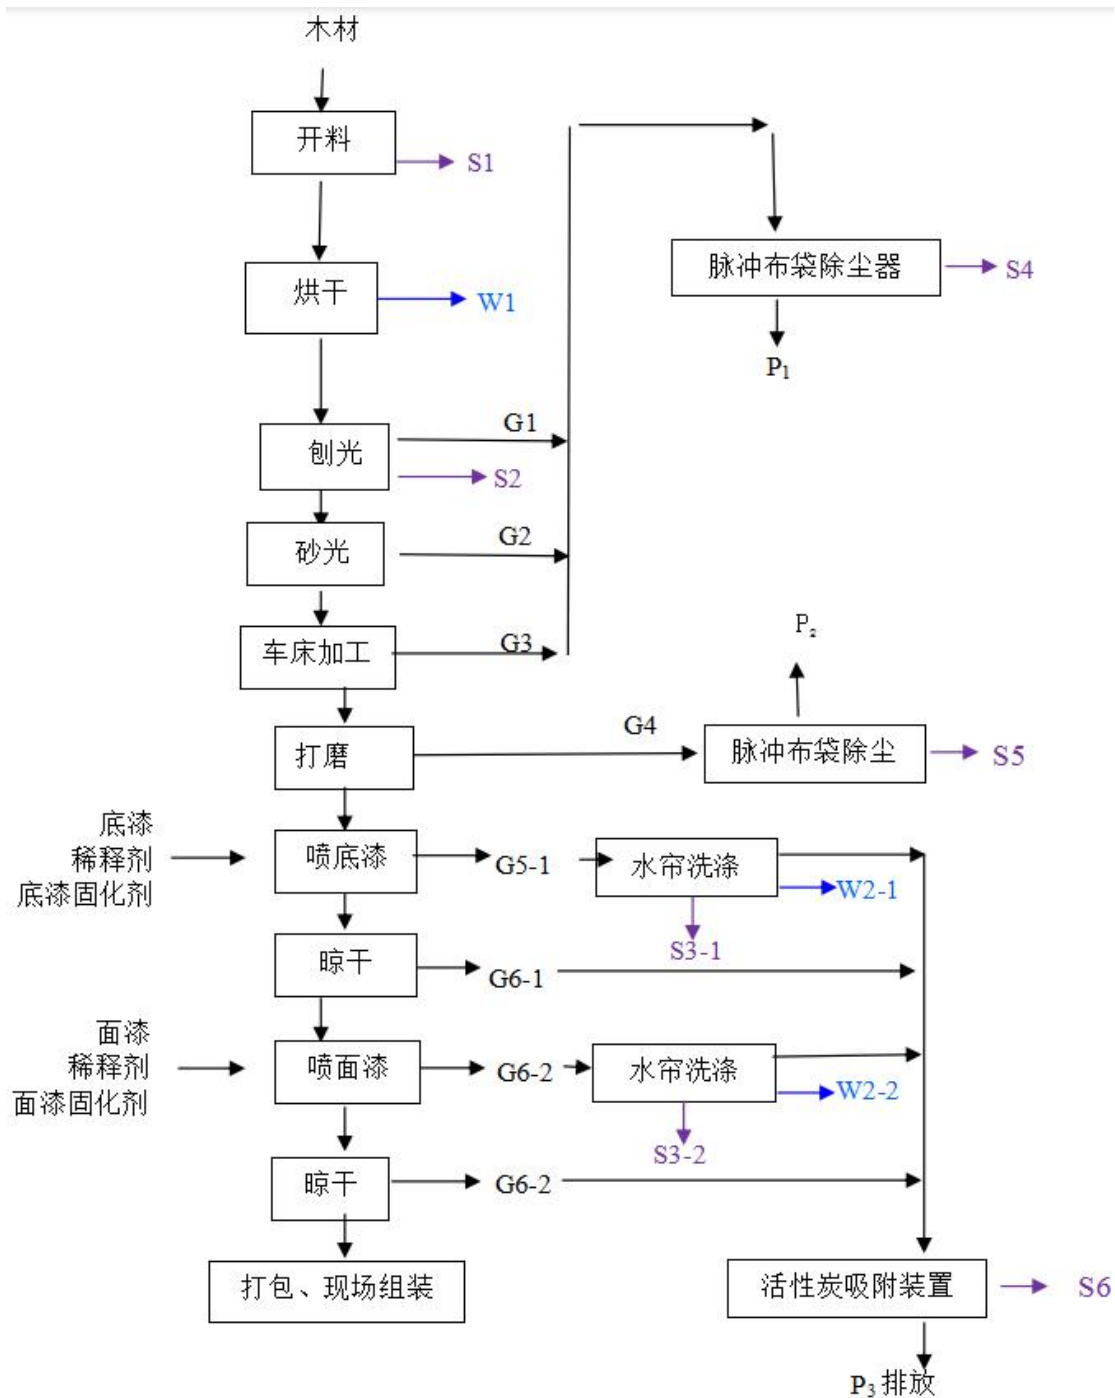 木材
开料
S1
脉冲布袋除尘器
S4
烘干
W1
P1
G1
刨光
S2
G2
砂光
G3
车床加工
P2
G4
打磨
脉冲布袋除尘
S5
底漆
稀释剂
底漆固化剂
喷底漆
G5-1
水帘洗涤
W2-1
S3-1
晾干
G6-1
面漆
稀释剂
面漆固化剂
喷面漆
G6-2
水帘洗涤
W2-2
S3-2
晾干
G6-2
打包、现场组装
活性炭吸附装置
S6
P3排放